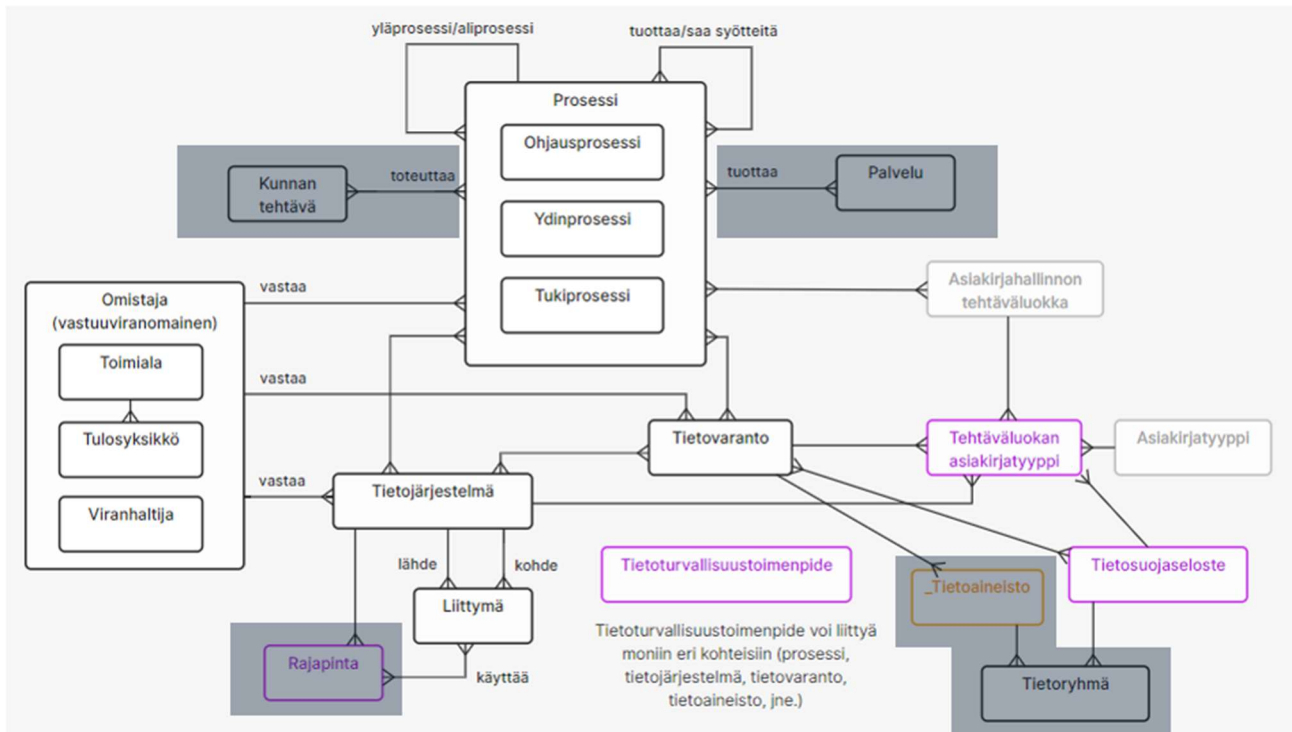 yläprosessi/aliprosessi
tuottaa/saa syötteitä
Prosessi
Ohjausprosessi
Ydinprosessi
Tukiprosessi
Kunnan
tehtävä
toteuttaa
tuottaa
Palvelu
Omistaja
(vastuuviranomainen)
Toimiala
Tulosyksikkö
Viranhaltija
vastaa
vastaa
vastaa
Asiakirjahallinnon
tehtäväluokka
Tietovaranto
Tehtäväluokan
asiakirjatyyppi
Asiakirjatyyppi
Tietojärjestelmä
lähde
kohde
Liittymä
Rajapinta
käyttää
Tietoturvallisuustoimenpide
Tietoturvallisuustoimenpide voi liittyä
moniin eri kohteisiin (prosessi,
tietojärjestelmä, tietovaranto,
tietoaineisto, jne.)
_Tietoaineisto
Tietosuojaseloste
Tietoryhmä